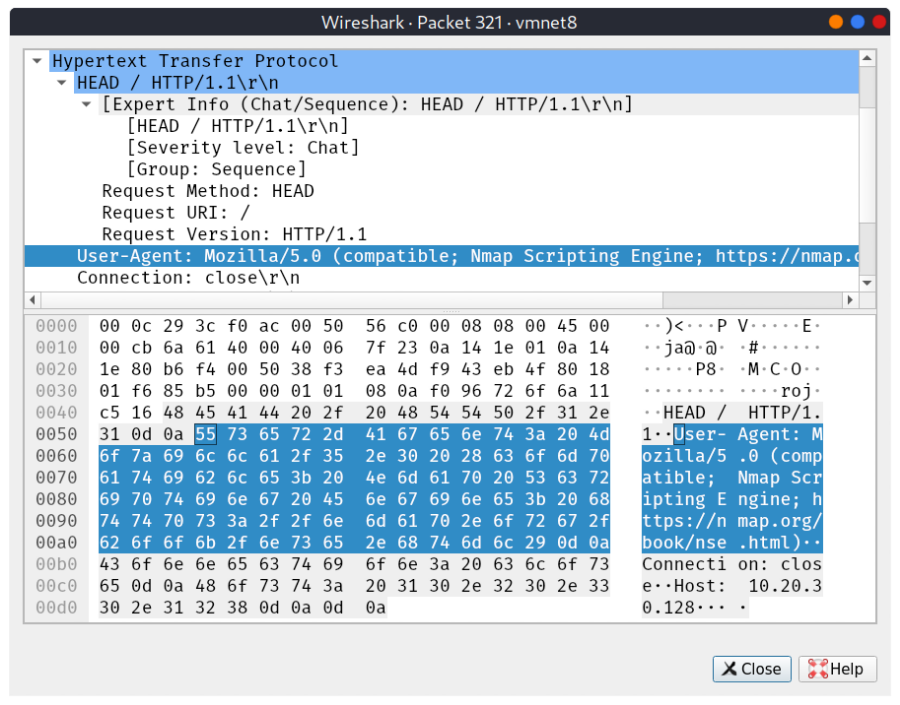 Wireshark · Packet 321 · vmnet8
Hypertext Transfer Protocol
HEAD / HTTP/1.1\r\n
[Expert Info (Chat/Sequence): HEAD / HTTP/1.1\r\n]
[HEAD / HTTP/1.1\r\n]
[Severity level: Chat]
[Group: Sequence]
Request Method: HEAD
Request URI: /
Request Version: HTTP/1.1
User-Agent: Mozilla/5.0 (compatible; Nmap Scripting Engine; https://nmap.o
Connection: close\r\n
0000 00 0c 29 3c f0 ac 00 50 56 c0 00 08 08 00 45 00 ··)<···P V·····E·
0010 00 cb 6a 61 40 00 40 06 7f 23 0a 14 1e 01 0a 14 ··ja@·@· ·#······
0020 1e 80 b6 f4 00 50 38 f3 ea 4d f9 43 eb 4f 80 18 ·····P8· ·M·C·O··
0030 01 f6 85 b5 00 00 01 01 08 0a f0 96 72 6f 6a 11 ········ ····roj·
0040 c5 16 48 45 41 44 20 2f 20 48 54 54 50 2f 31 2e ··HEAD / HTTP/1.
0050 31 0d 0a 55 73 65 72 2d 41 67 65 6e 74 3a 20 4d 1··User- Agent: M
0060 6f 7a 69 6c 6c 61 2f 35 2e 30 20 28 63 6f 6d 70 ozilla/5 .0 (comp
0070 61 74 69 62 6c 65 3b 20 4e 6d 61 70 20 53 63 72 atible; Nmap Scr
0080 69 70 74 69 6e 67 20 45 6e 67 69 6e 65 3b 20 68 ipting E ngine; h
0090 74 74 70 73 3a 2f 2f 6e 6d 61 70 2e 6f 72 67 2f ttps://n map.org/
00a0 62 6f 6f 6b 2f 6e 73 65 2e 68 74 6d 6c 29 0d 0a book/nse .html)··
00b0 43 6f 6e 6e 65 63 74 69 6f 6e 3a 20 63 6c 6f 73 Connecti on: clos
00c0 65 0d 0a 48 6f 73 74 3a 20 31 30 2e 32 30 2e 33 e··Host: 10.20.3
00d0 30 2e 31 32 38 0d 0a 0d 0a 0.128··· ·
Close Help